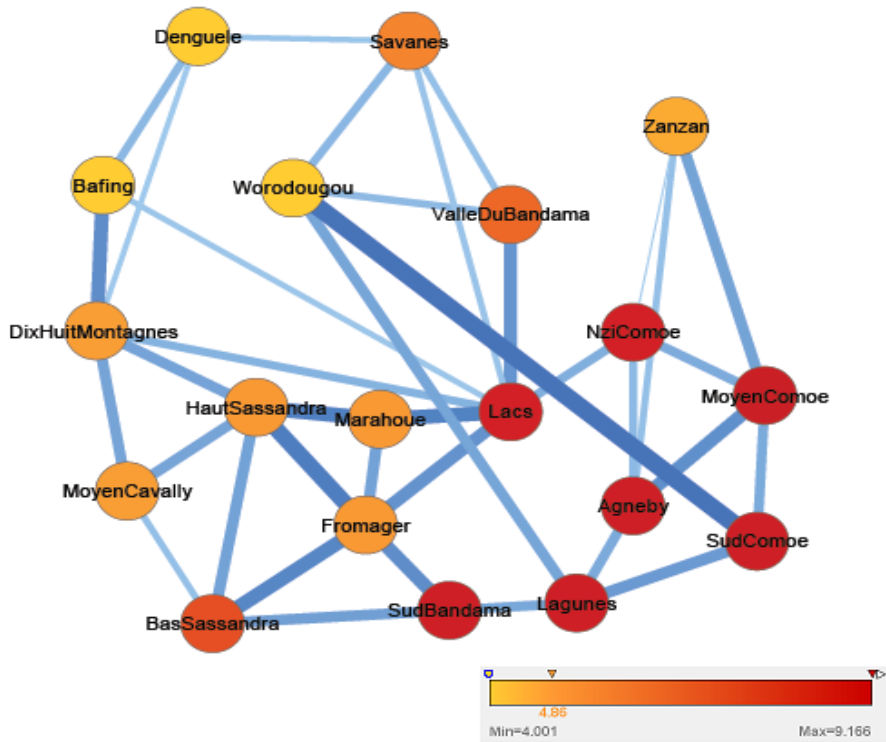 Denguele
Savanes
Zanzan
Bafing
Worodougou
ValleDuBandama
DixHuitMontagnes
NziComoe
HautSassandra
Marahoue
Lacs
MoyenComoe
MoyenCavally
Fromager
Agneby
SudComoe
BasSassandra
SudBandama
Lagunes
4.86
Min=4.001
Max=9.166